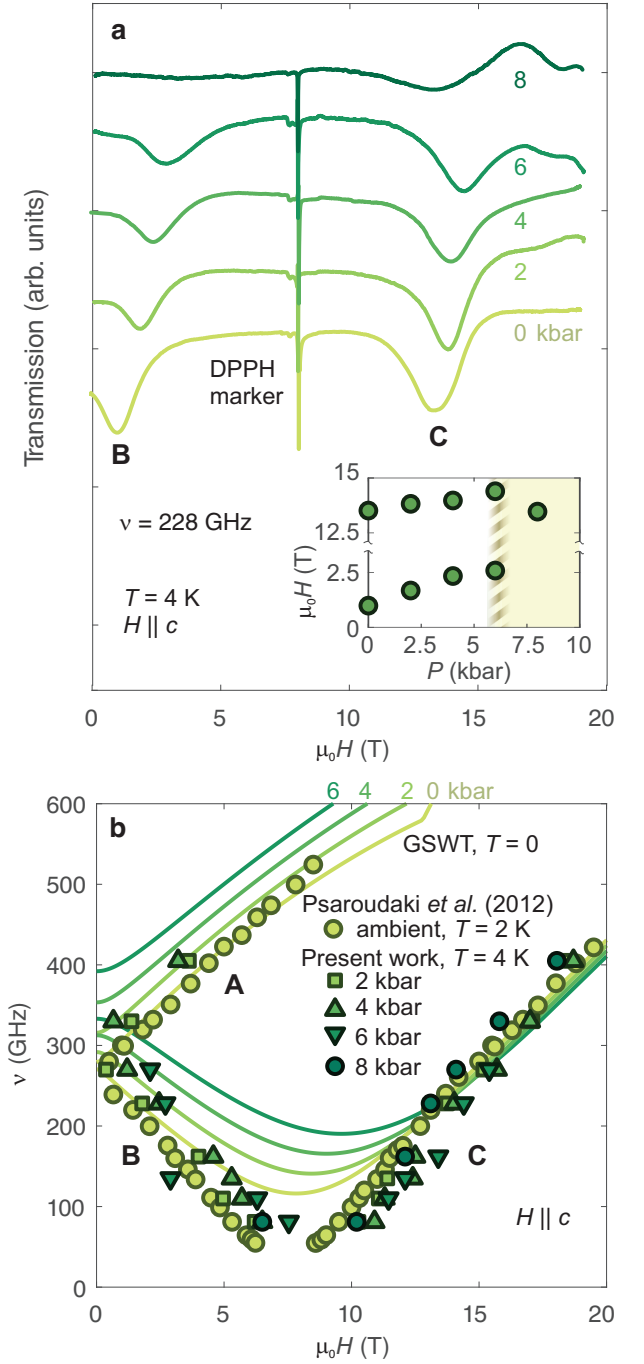 a
8
6
4
2
0 kbar
DPPH
marker
B
C
ν = 228 GHz
T = 4 K
H || c
15
12.5
2.5
0
μ₀H (T)
0 2.5 5 7.5 10
P (kbar)
Transmission (arb. units)
0 5 10 15 20
μ₀H (T)
6 4 2 0 kbar
b
GSWT, T = 0
Psaroudaki et al. (2012)
ambient, T = 2 K
Present work, T = 4 K
2 kbar
4 kbar
6 kbar
8 kbar
A
B
C
H || c
600
500
400
300
200
100
0
ν (GHz)
0 5 10 15 20
μ₀H (T)